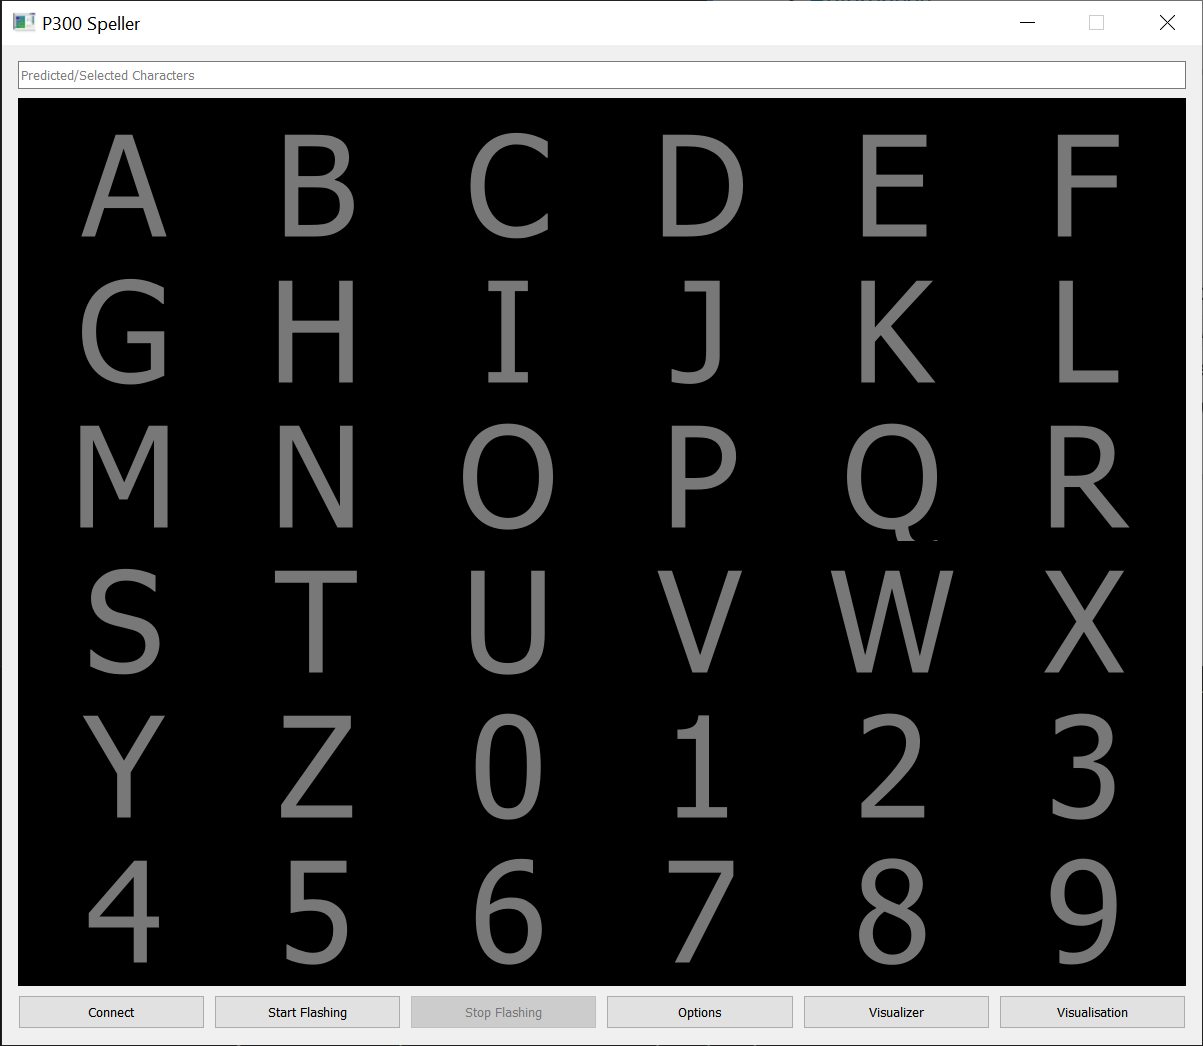 P300 Speller
Predicted/Selected Characters
A B C D E F
G H I J K L
M N O P Q R
S T U V W X
Y Z 0 1 2 3
4 5 6 7 8 9
Connect Start Flashing Stop Flashing Options Visualizer Visualisation